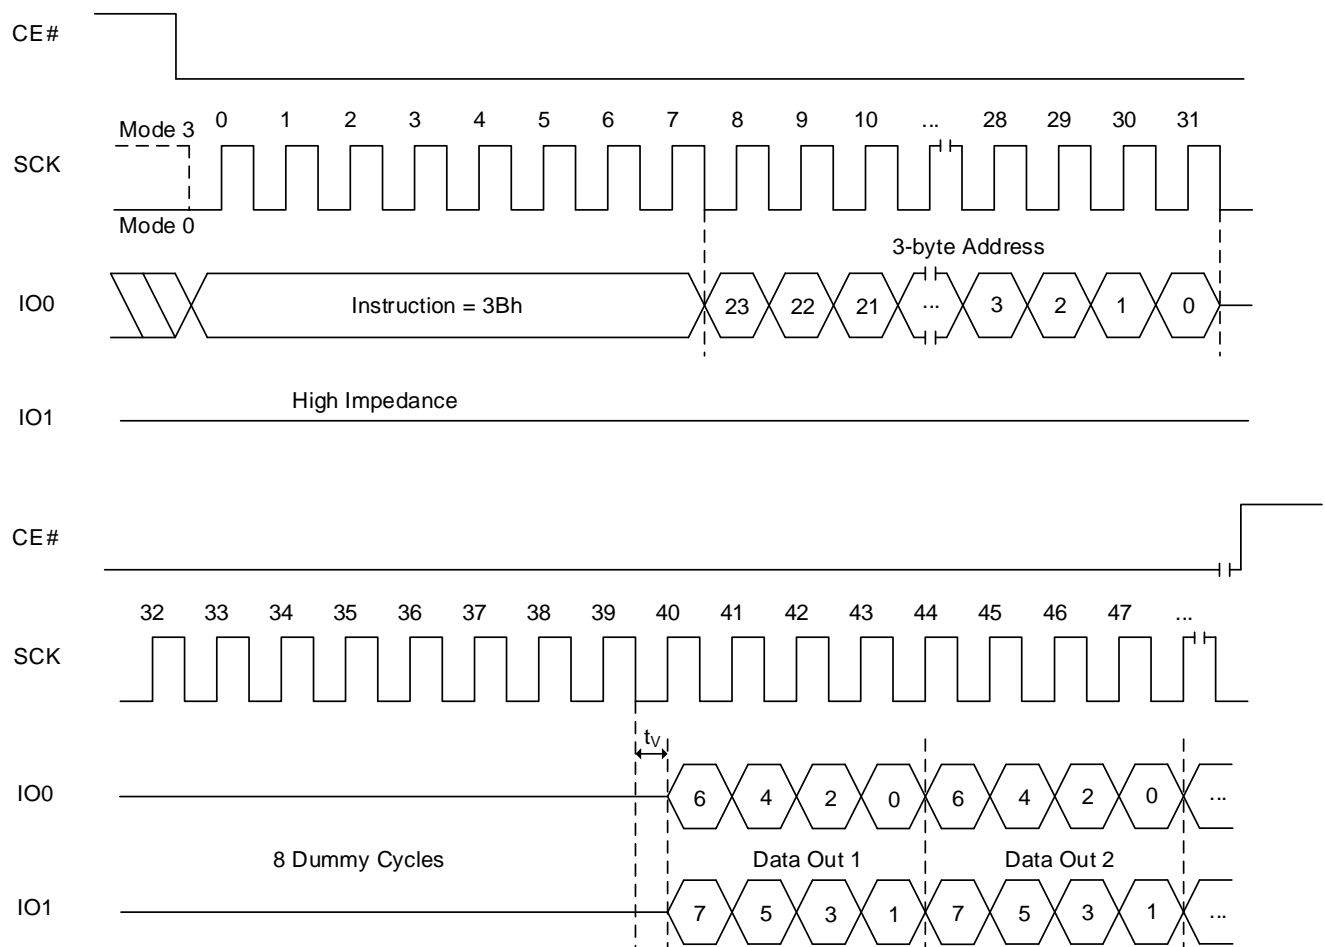 CE#
Mode 3 0 1 2 3 4 5 6 7 8 9 10 ... 28 29 30 31
SCK
Mode 0
3-byte Address
IO0 Instruction = 3Bh 23 22 21 ... 3 2 1 0
High Impedance
IO1
CE#
32 33 34 35 36 37 38 39 40 41 42 43 44 45 46 47 ...
SCK
tV
IO0 6 4 2 0 6 4 2 0 ...
8 Dummy Cycles Data Out 1 Data Out 2
IO1 7 5 3 1 7 5 3 1 ...